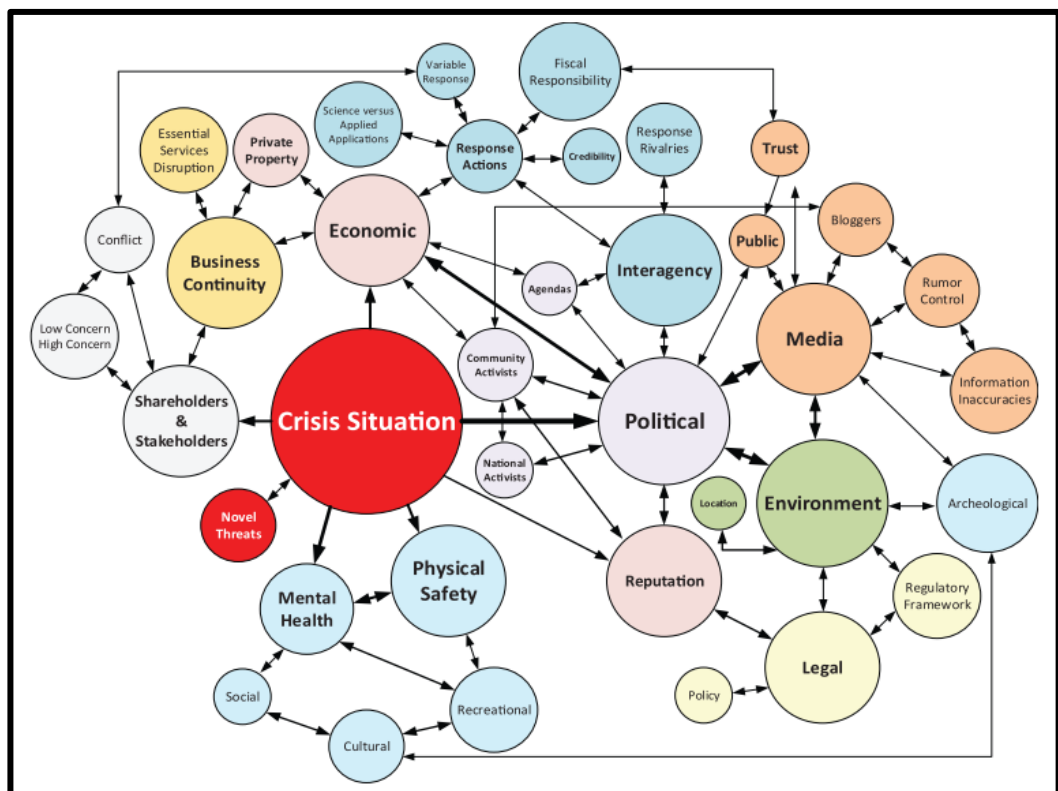 Variable
Response
Fiscal
Responsibility
Science versus
Applied
Applications
Essential
Services
Disruption
Private
Property
Response
Actions
Credibility
Response
Rivalries
Trust
Bloggers
Public
Conflict
Economic
Business
Continuity
Interagency
Agendas
Rumor
Control
Low Concern
High Concern
Media
Community
Activists
Information
Inaccuracies
Shareholders
&
Stakeholders
Crisis Situation
Political
National
Activists
Novel
Threats
Location
Environment
Archeological
Physical
Safety
Mental
Health
Reputation
Regulatory
Framework
Legal
Policy
Social
Recreational
Cultural